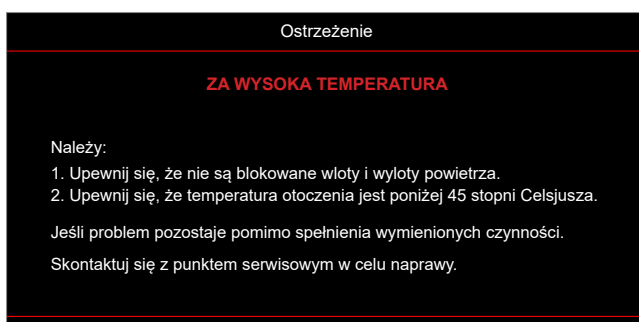 Ostrzeżenie
ZA WYSOKA TEMPERATURA
Należy:
1. Upewnij się, że nie są blokowane wloty i wyloty powietrza.
2. Upewnij się, że temperatura otoczenia jest poniżej 45 stopni Celsjusza.
Jeśli problem pozostaje pomimo spełnienia wymienionych czynności.
Skontaktuj się z punktem serwisowym w celu naprawy.